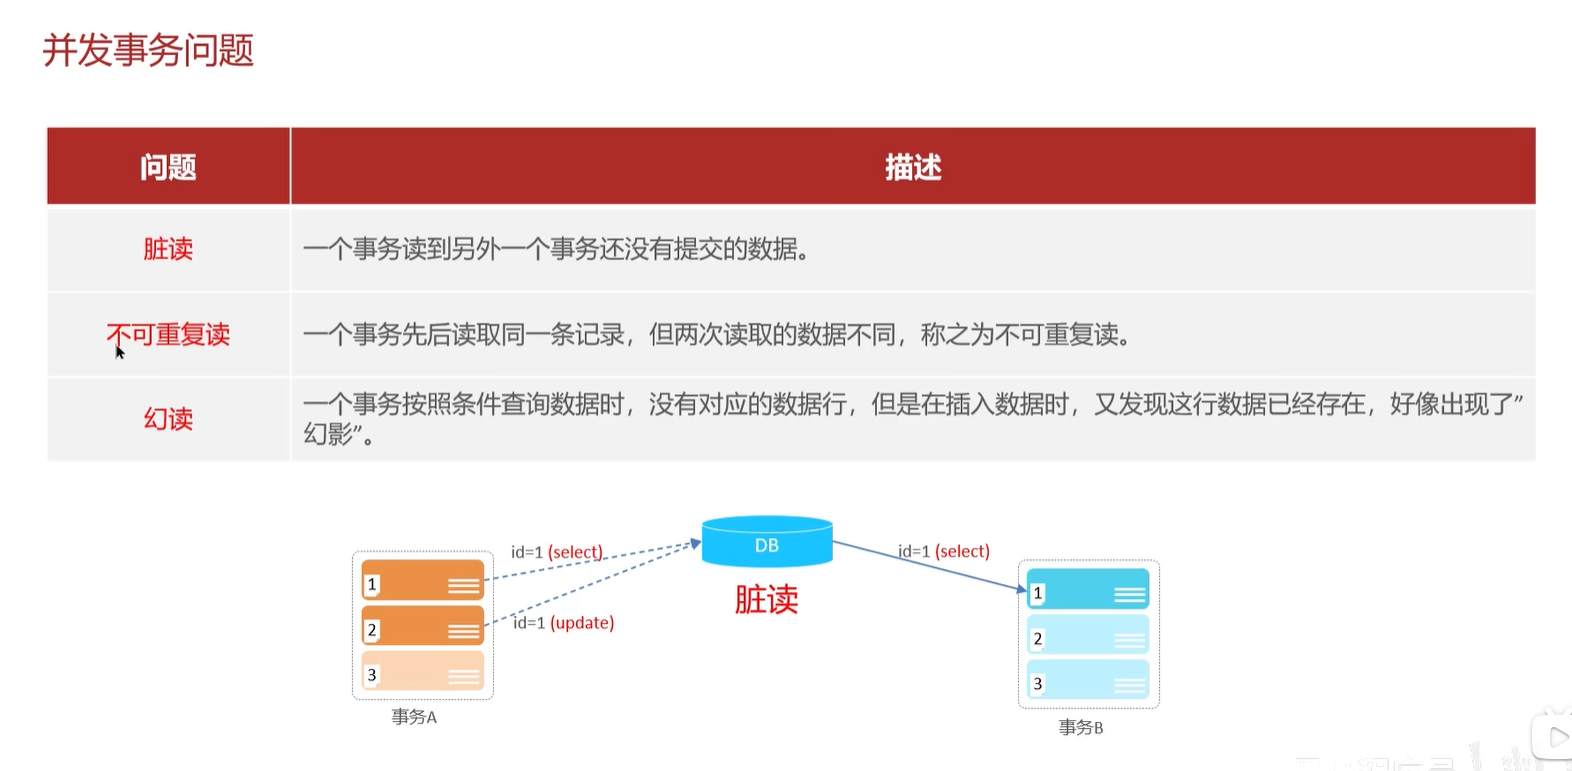 并发事务问题
问题
描述
脏读
一个事务读到另外一个事务还没有提交的数据。
不可重复读
一个事务先后读取同一条记录，但两次读取的数据不同，称之为不可重复读。
幻读
一个事务按照条件查询数据时，没有对应的数据行，但是在插入数据时，又发现这行数据已经存在，好像出现了”
幻影”。
DB
脏读
id=1 (select)
id=1 (update)
id=1 (select)
1
2
3
事务A
1
2
3
事务B